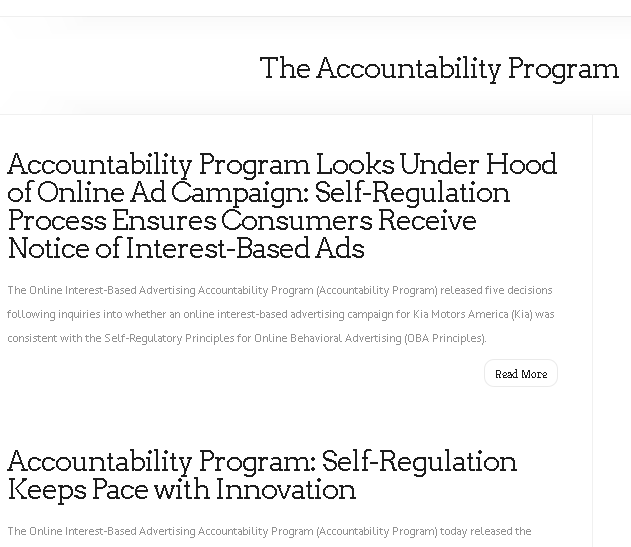 The Accountability Program
Accountability Program Looks Under Hood
of Online Ad Campaign: Self-Regulation
Process Ensures Consumers Receive
Notice of Interest-Based Ads
The Online Interest-Based Advertising Accountability Program (Accountability Program) released five decisions
following inquiries into whether an online interest-based advertising campaign for Kia Motors America (Kia) was
consistent with the Self-Regulatory Principles for Online Behavioral Advertising (OBA Principles).
Read More
Accountability Program: Self-Regulation
Keeps Pace with Innovation
The Online Interest-Based Advertising Accountability Program (Accountability Program) today released the